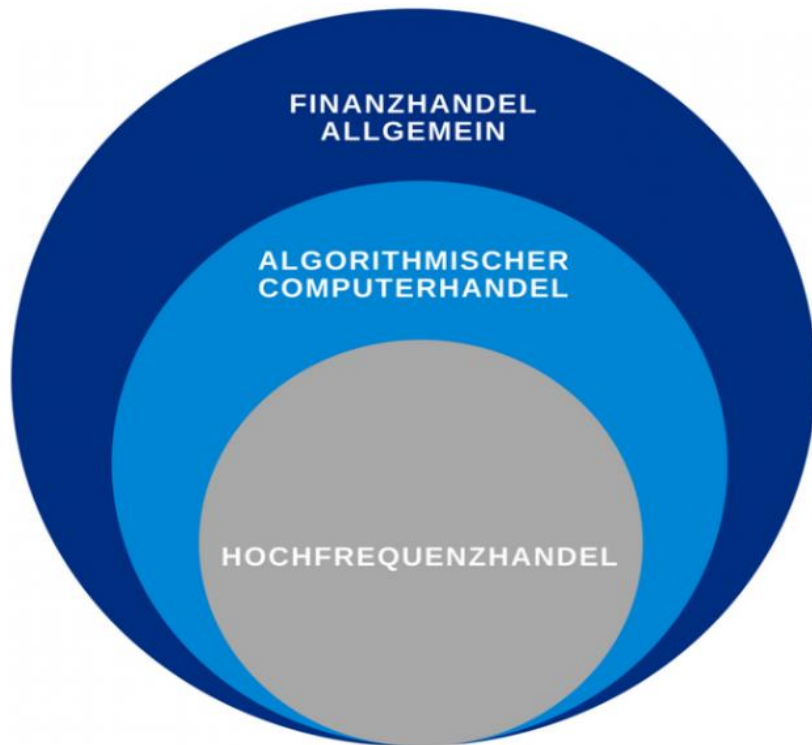 FINANZHANDEL
ALLGEMEIN
ALGORITHMISCHER
COMPUTERHANDEL
HOCHFREQUENZHANDEL